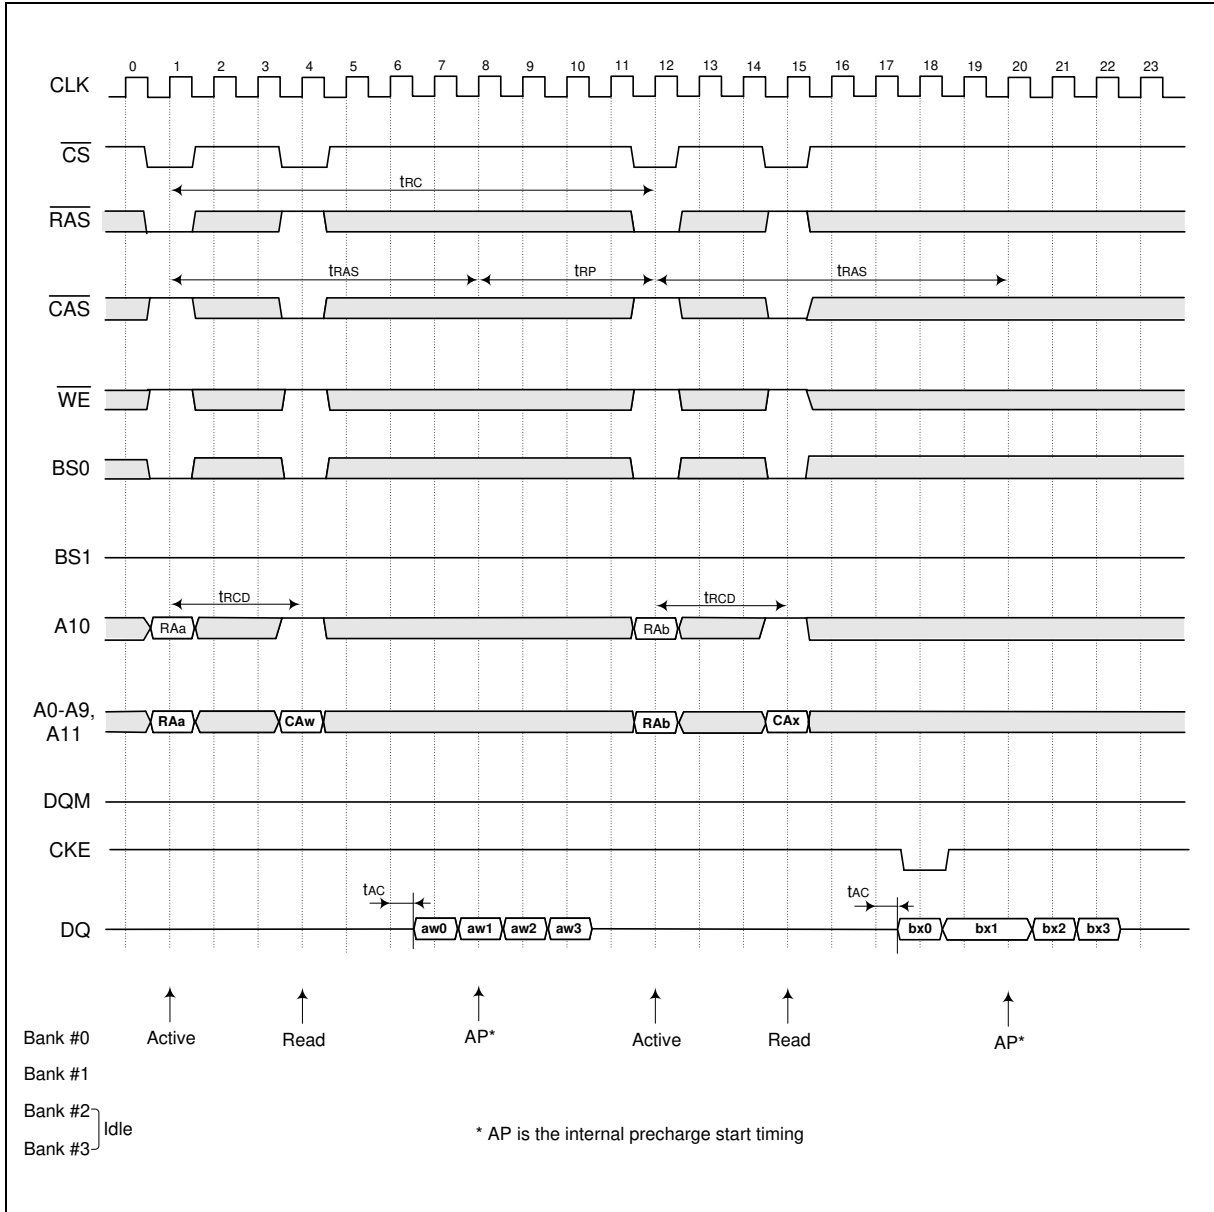 0 1 2 3 4 5 6 7 8 9 10 11 12 13 14 15 16 17 18 19 20 21 22 23
CLK
CS
tRC
RAS
tRAS tRP tRAS
CAS
WE
BS0
BS1
tRCD tRCD
A10 RAa RAb
A0-A9,
A11 RAa CAw RAb CAx
DQM
CKE
tAC tAC
DQ aw0 aw1 aw2 aw3 bx0 bx1 bx2 bx3
Bank #0 Active Read AP* Active Read AP*
Bank #1
Bank #2
Idle
Bank #3
* AP is the internal precharge start timing